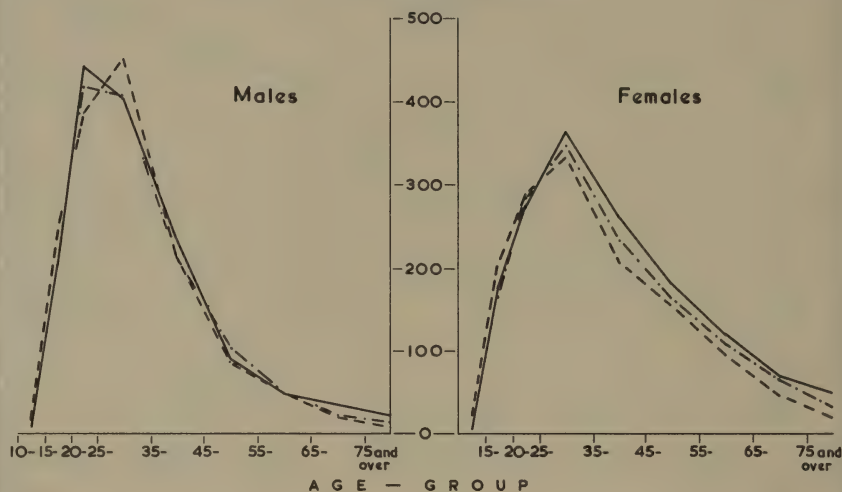 -500-
Males
-400-
Females
-300-
-200-
-100-
-0-
10- 15- 20-25- 35- 45- 55- 65- 75 and over
15- 20-25- 35- 45- 55- 65- 75 and over
AGE - GROUP